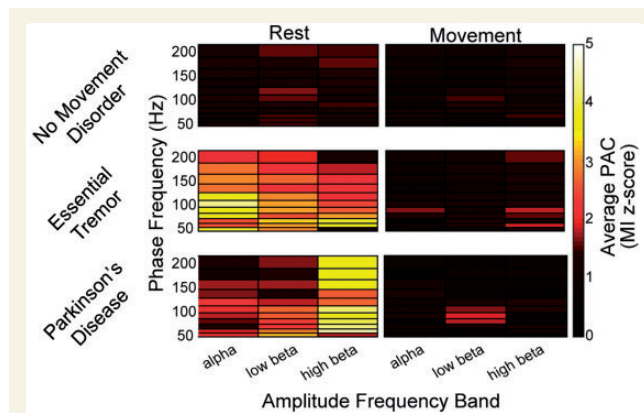 Rest Movement
No Movement
Disorder
Essential
Tremor
Parkinson's
Disease
Phase Frequency (Hz)
200
150
100
50
200
150
100
50
200
150
100
50
alpha low beta high beta alpha low beta high beta
Amplitude Frequency Band
5
4
3
2
1
0
Average PAC
(MI z-score)